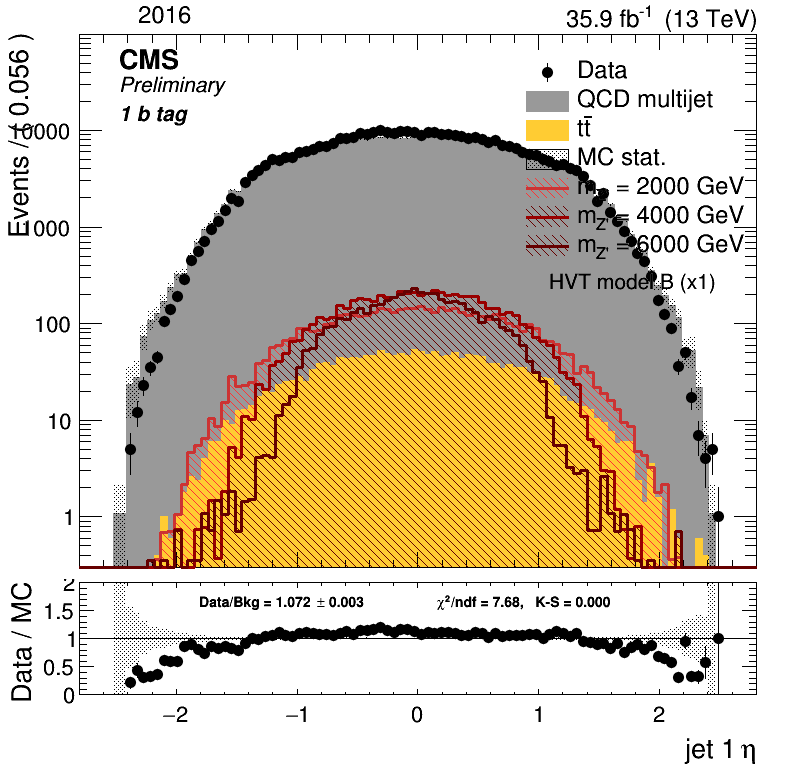 2016 35.9 fb⁻¹ (13 TeV)
CMS
Preliminary
1 b tag
Data
QCD multijet
tt̄
MC stat.
m_Z' = 2000 GeV
m_Z' = 4000 GeV
m_Z' = 6000 GeV
HVT model B (x1)
Events / ( 0.056 )
10000
1000
100
10
1
Data/Bkg = 1.072 ± 0.003 χ²/ndf = 7.68, K-S = 0.000
Data / MC
2
1.5
1
0.5
0
−2 −1 0 1 2
jet 1 η